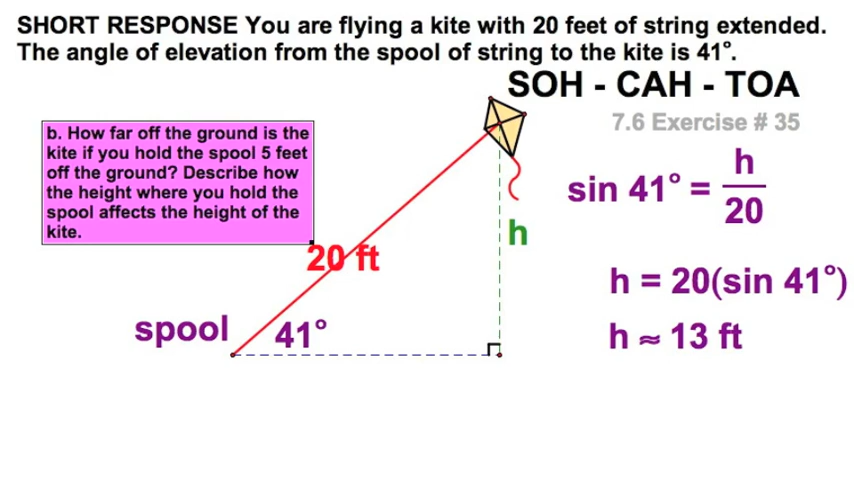 SHORT RESPONSE You are flying a kite with 20 feet of string extended.
The angle of elevation from the spool of string to the kite is 41°.
SOH - CAH - TOA
7.6 Exercise # 35
b. How far off the ground is the
kite if you hold the spool 5 feet
off the ground? Describe how
the height where you hold the
spool affects the height of the
kite.
sin 41° = h/20
h
20 ft
h = 20(sin 41°)
spool 41°
h ≈ 13 ft